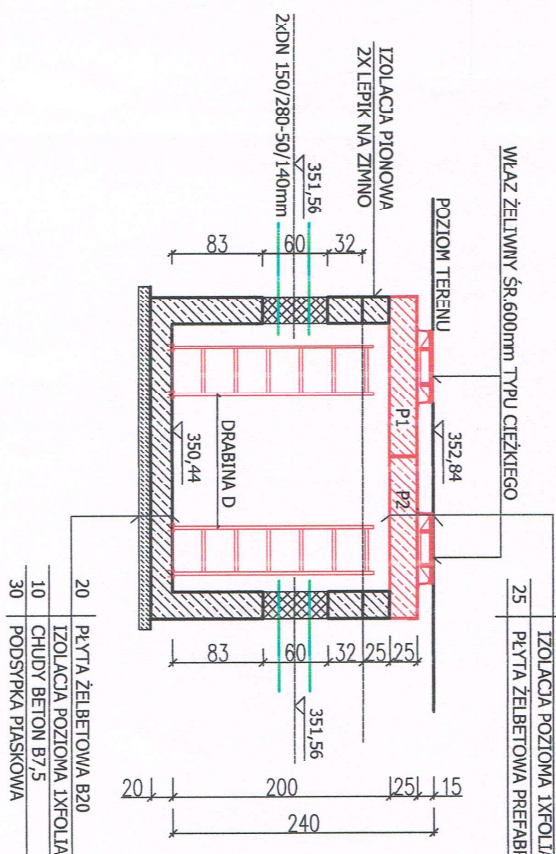 WŁAZ ŻELIWNY ŚR.600mm TYPU CIĘŻKIEGO
IZOLACJA POZIOMA 1XFOLIA
25 PŁYTA ŻELBETOWA PREFAB
POZIOM TERENU
352,84
IZOLACJA PIONOWA
2X LEPIK NA ZIMNO
P1
P2
351,56
2xDN 150/280-50/140mm
83
60
32
DRABINA D
350,44
83
60
32
25
25
351,56
20
200
25
15
240
20 PŁYTA ŻELBETOWA B20
IZOLACJA POZIOMA 1XFOLIA
10 CHUDY BETON B7,5
30 PODSYPKA PIASKOWA